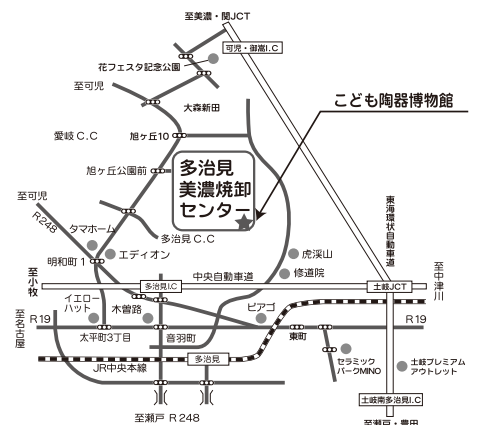 至美濃・関JCT
可児・御嵩I.C
花フェスタ記念公園
至可児
大森新田
こども陶器博物館
愛岐C.C
旭ヶ丘10
旭ヶ丘公園前
多治見
美濃焼卸
センター
至可児
R248
タマホーム
多治見C.C
東海環状自動車道
明和町1
エディオン
虎渓山
修道院
至小牧
中央自動車道
多治見I.C
土岐JCT
至中津川
イエロー
ハット
木曽路
ピアゴ
至名古屋
R19
R19
太平町3丁目
音羽町
東町
多治見
JR中央本線
セラミック
パークMINO
土岐プレミアム
アウトレット
土岐南多治見I.C
至瀬戸 R248
至瀬戸・豊田